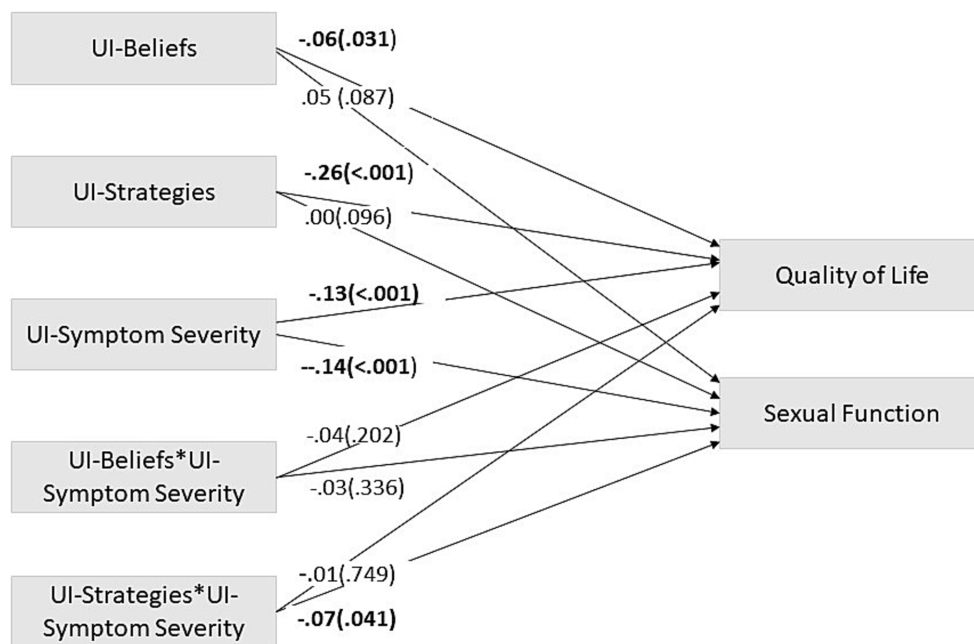 UI-Beliefs
-.06(.031)
.05 (.087)
UI-Strategies
-.26(<.001)
.00(.096)
UI-Symptom Severity
-.13(<.001)
--.14(<.001)
UI-Beliefs*UI-
Symptom Severity
-.04(.202)
-.03(.336)
UI-Strategies*UI-
Symptom Severity
-.01(.749)
-.07(.041)
Quality of Life
Sexual Function